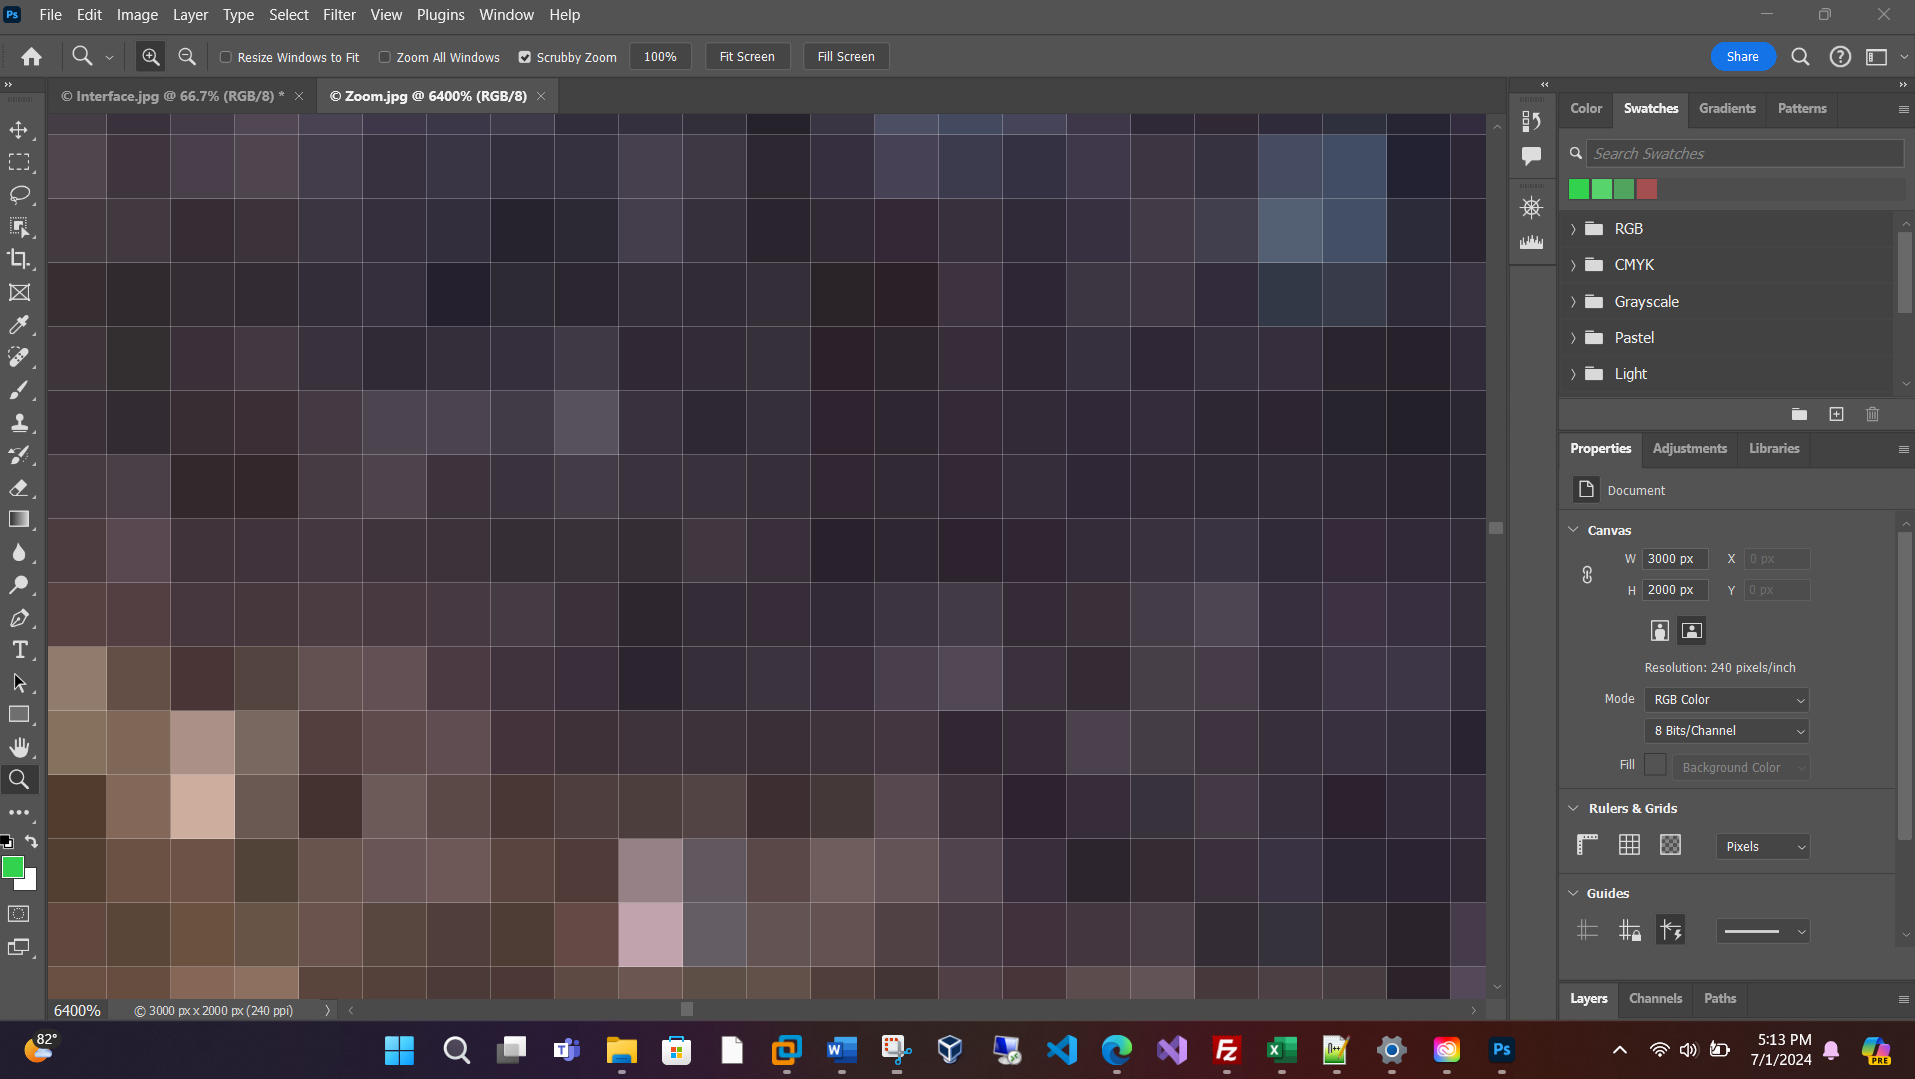 Ps File Edit Image Layer Type Select Filter View Plugins Window Help
Resize Windows to Fit Zoom All Windows Scrubby Zoom 100% Fit Screen Fill Screen Share
© Interface.jpg @ 66.7% (RGB/8) * × © Zoom.jpg @ 6400% (RGB/8) ×
Color Swatches Gradients Patterns
Search Swatches
RGB
CMYK
Grayscale
Pastel
Light
Properties Adjustments Libraries
Document
Canvas
W 3000 px X 0 px
H 2000 px Y 0 px
Resolution: 240 pixels/inch
Mode RGB Color
8 Bits/Channel
Fill Background Color
Rulers & Grids
Pixels
Guides
Layers Channels Paths
6400% © 3000 px x 2000 px (240 ppi)
82°
5:13 PM
7/1/2024
PRE